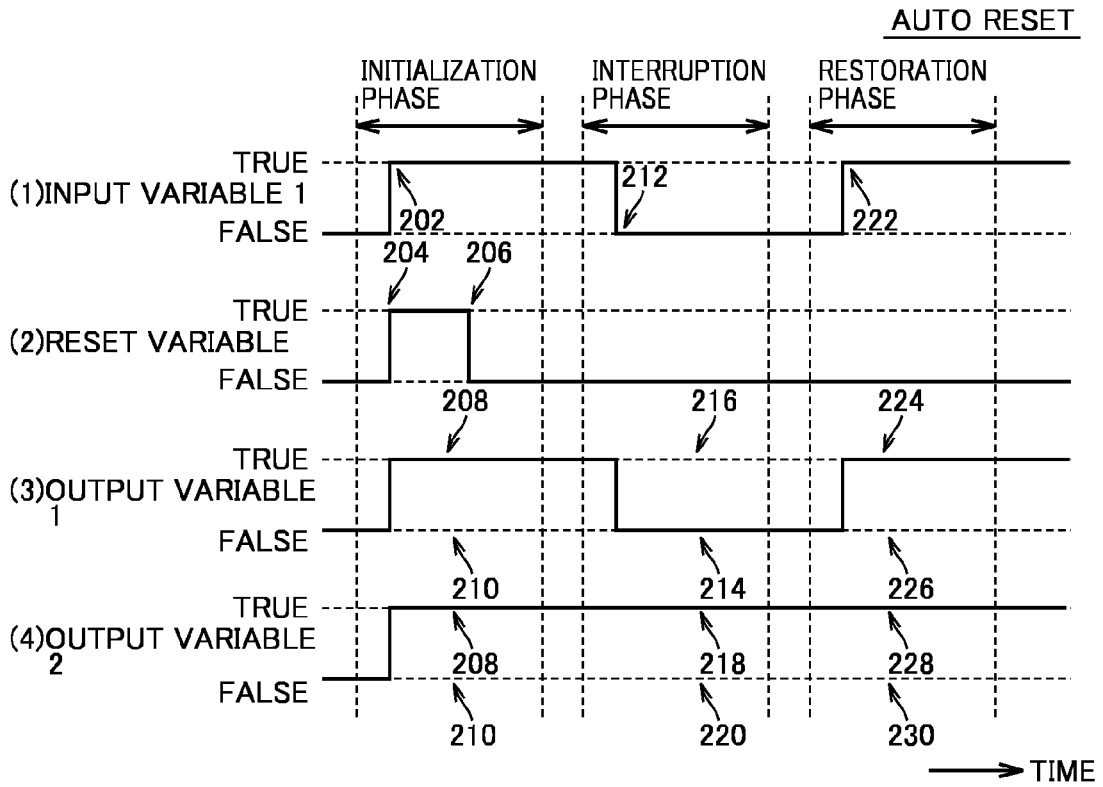 AUTO RESET
INITIALIZATION
PHASE
INTERRUPTION
PHASE
RESTORATION
PHASE
TRUE
(1)INPUT VARIABLE 1
FALSE
202
212
222
204
206
TRUE
(2)RESET VARIABLE
FALSE
208
216
224
TRUE
(3)OUTPUT VARIABLE
1
FALSE
210
214
226
TRUE
(4)OUTPUT VARIABLE
2
FALSE
208
218
228
210
220
230
TIME